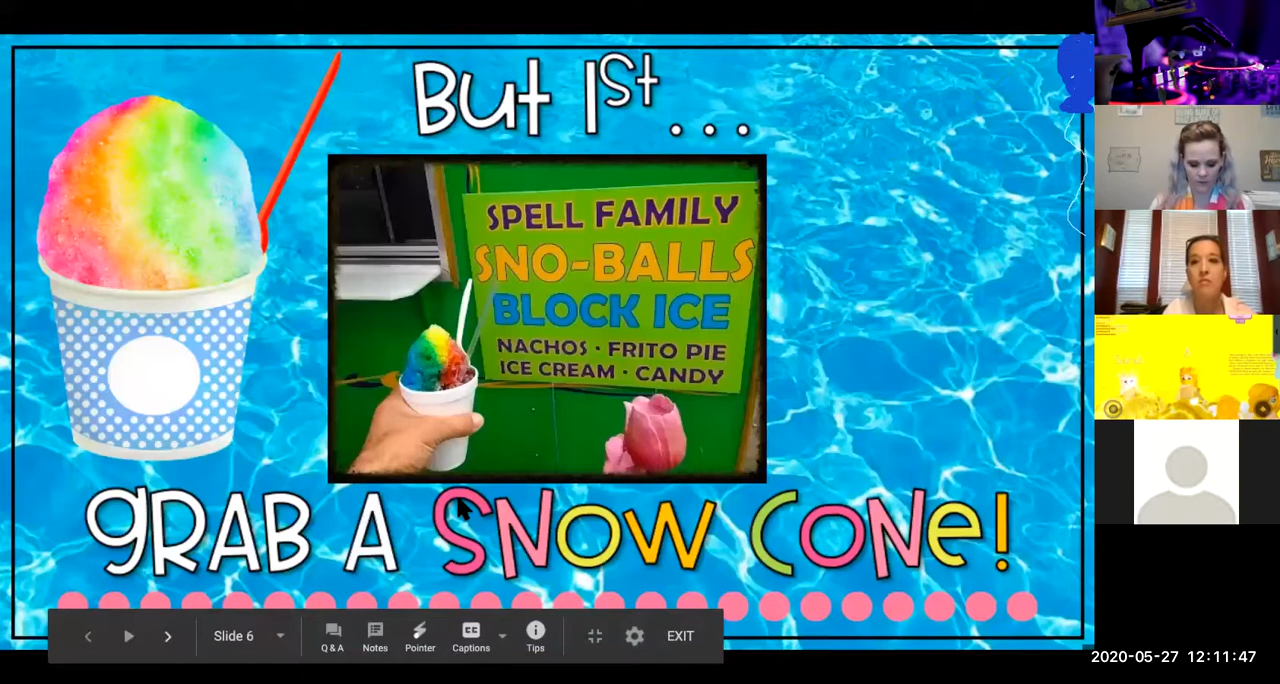 But 1st ...
SPELL FAMILY
SNO-BALLS
BLOCK ICE
NACHOS · FRITO PIE
ICE CREAM · CANDY
GRAB A SNOW CONE!
Slide 6
Q & A
Notes
Pointer
Captions
Tips
EXIT
2020-05-27 12:11:47